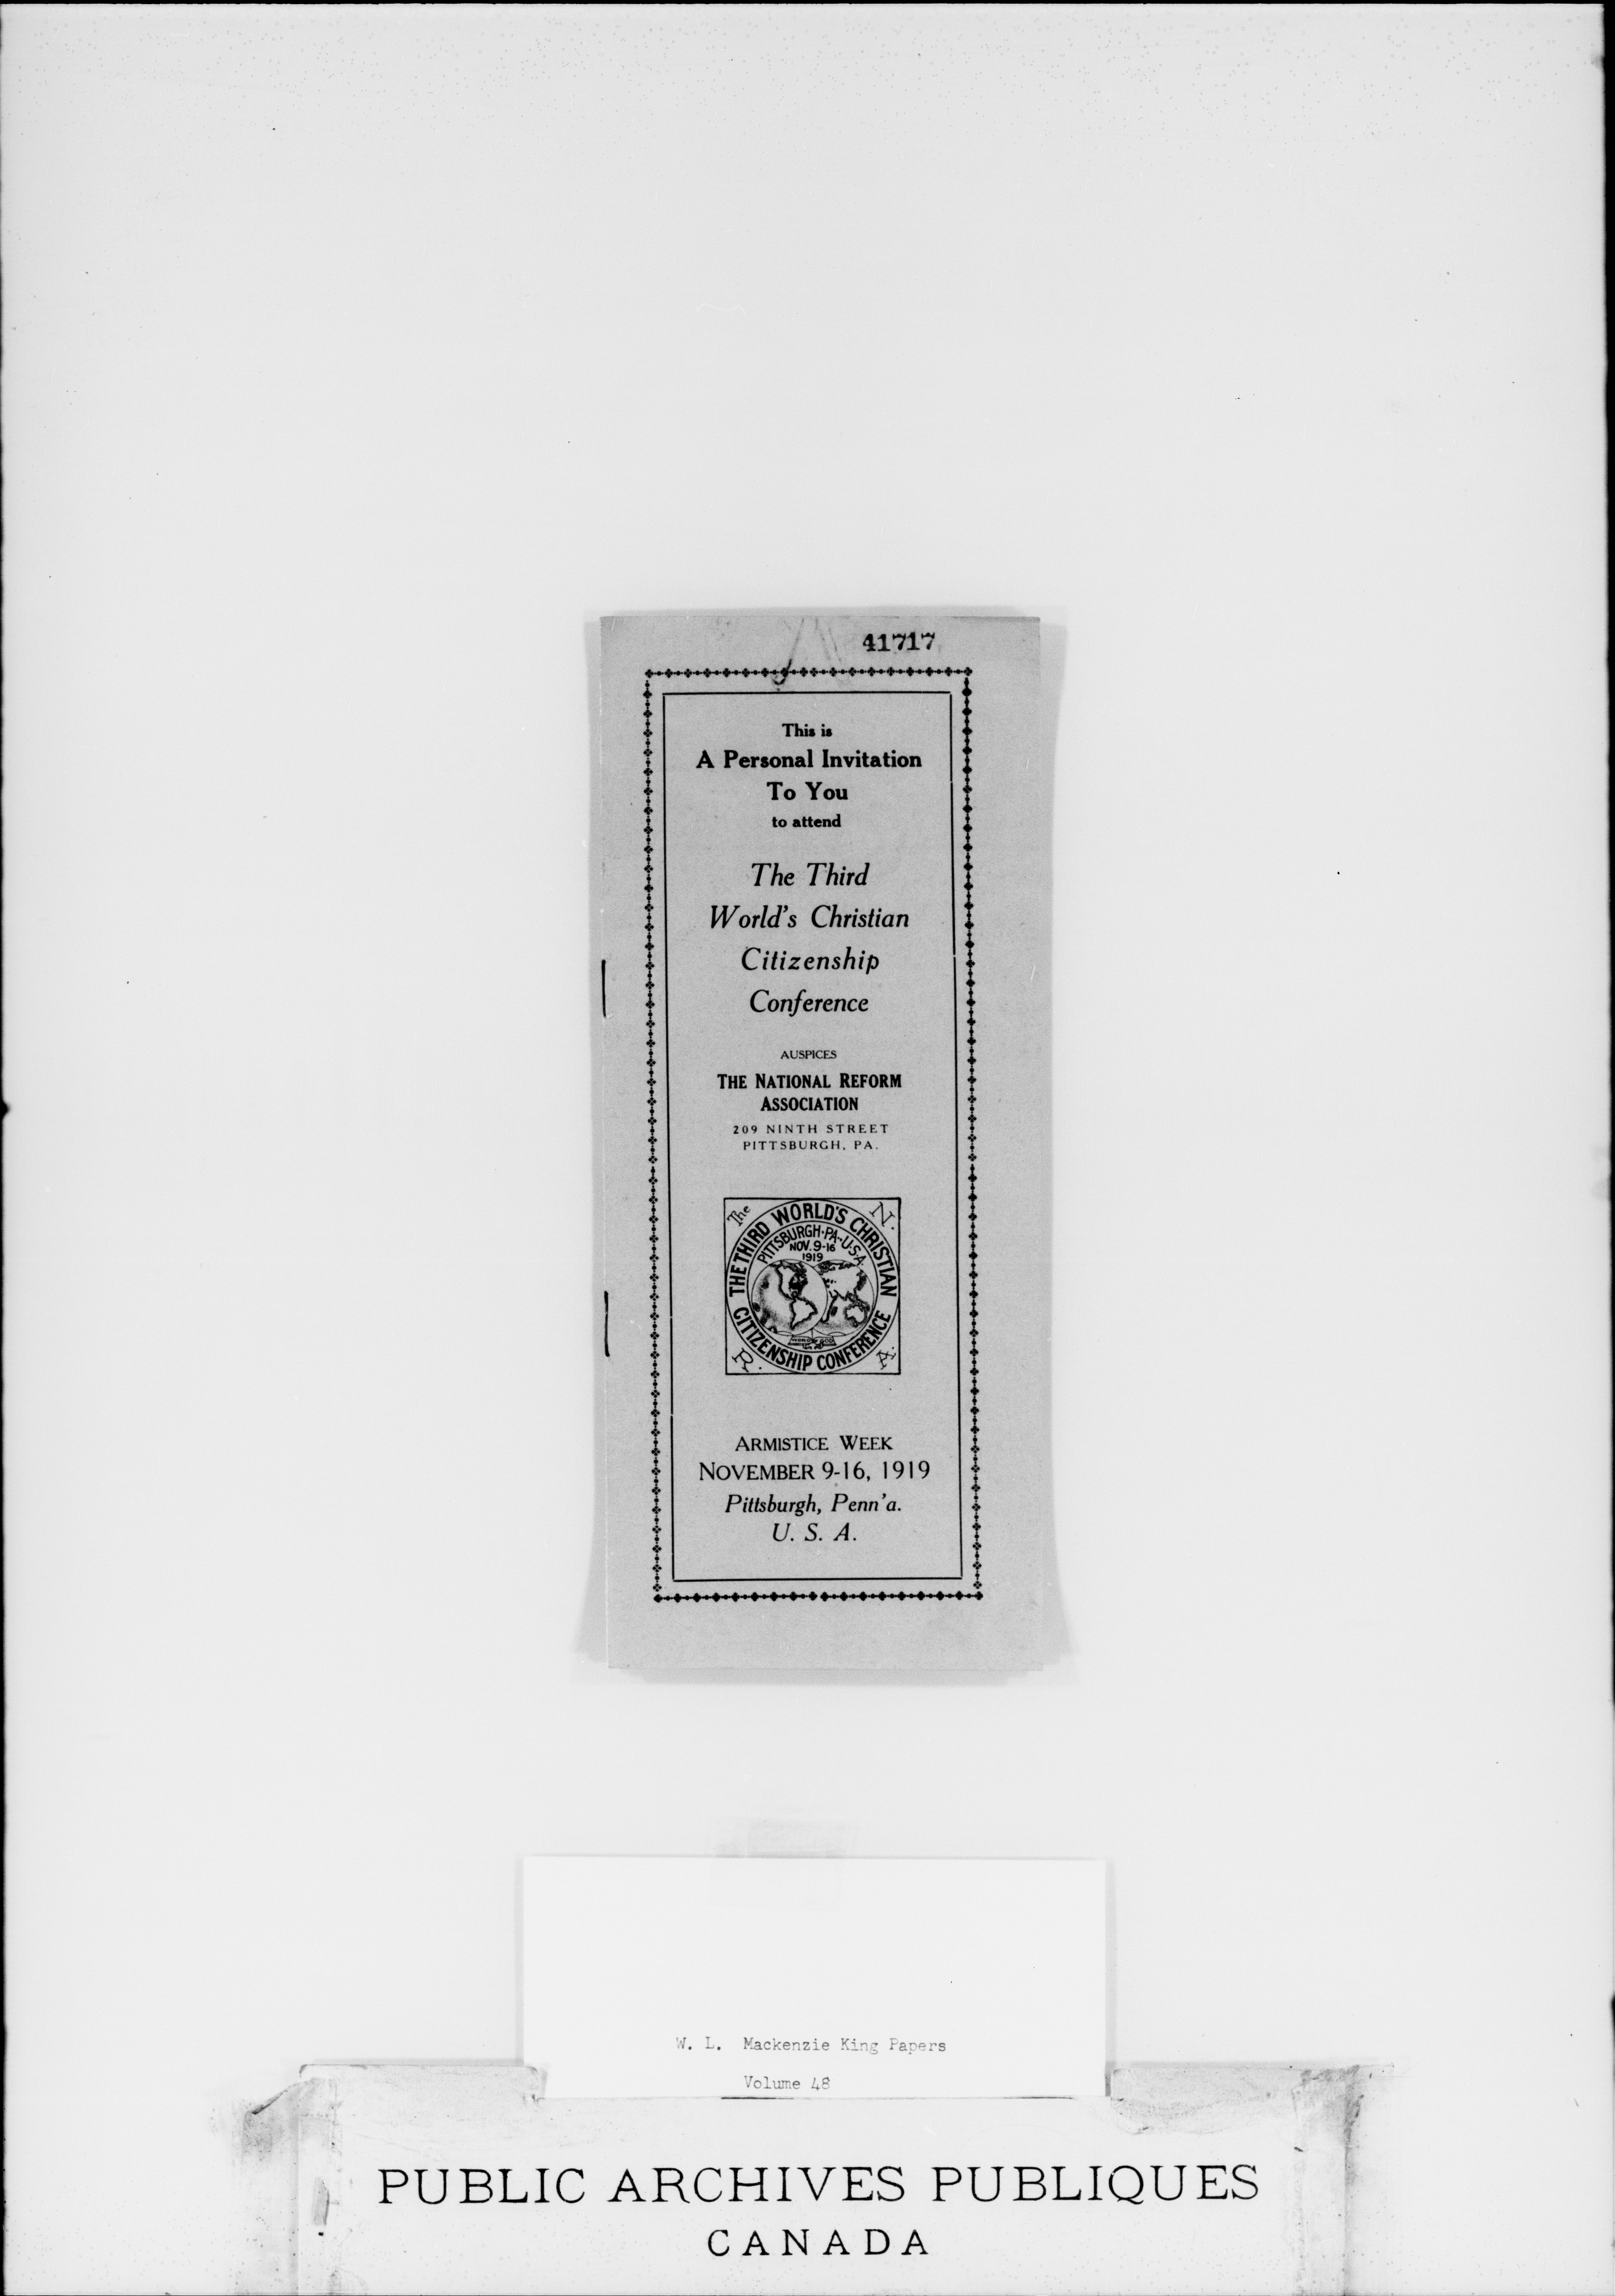 41717
This is
A Personal Invitation
To You
to attend
The Third
World's Christian
Citizenship
Conference
AUSPICES
THE NATIONAL REFORM
ASSOCIATION
209 NINTH STREET
PITTSBURGH, PA.
The N.
THE THIRD WORLD'S CHRISTIAN
CITIZENSHIP CONFERENCE
PITTSBURGH·PA·U·S·A
NOV. 9-16
1919
R. A.
ARMISTICE WEEK
NOVEMBER 9-16, 1919
Pittsburgh, Penn'a.
U. S. A.
W. L. Mackenzie King Papers
Volume 48
PUBLIC ARCHIVES PUBLIQUES
CANADA